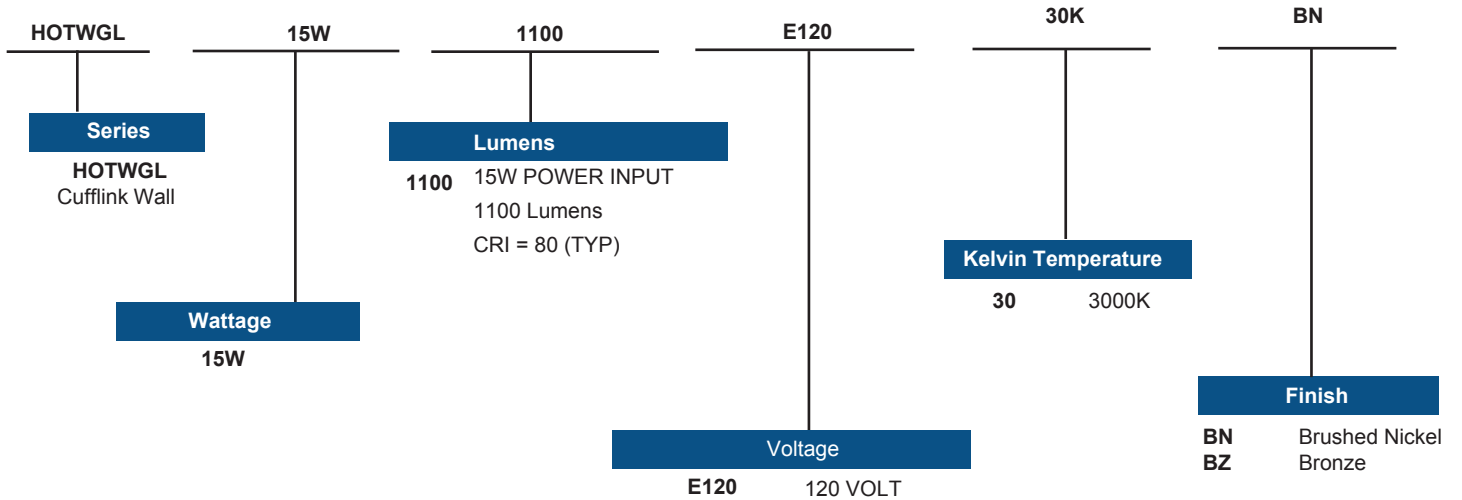 HOTWGL 15W 1100 E120 30K BN
Series
HOTWGL
Cufflink Wall
Wattage
15W
Lumens
1100 15W POWER INPUT
1100 Lumens
CRI = 80 (TYP)
Voltage
E120 120 VOLT
Kelvin Temperature
30 3000K
Finish
BN Brushed Nickel
BZ Bronze